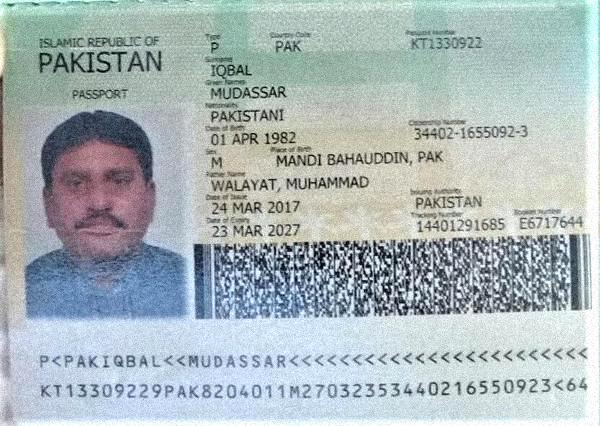 ISLAMIC REPUBLIC OF
PAKISTAN
PASSPORT
Type Country Code Passport Number
P PAK KT1330922
Surname
IQBAL
Given Names
MUDASSAR
Nationality
PAKISTANI
Date of Birth Citizenship Number
01 APR 1982 34402-1655092-3
Sex Place of Birth
M MANDI BAHAUDDIN, PAK
Father Name
WALAYAT, MUHAMMAD
Date of Issue Issuing Authority
24 MAR 2017 PAKISTAN
Date of Expiry Tracking Number Booklet Number
23 MAR 2027 14401291685 E6717644
P<PAKIQBAL<<MUDASSAR<<<<<<<<<<<<<<<<<<<<<<<<
KT13309229PAK8204011M27032353440216550923<64